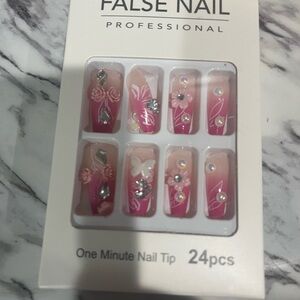 FALSE NAIL
PROFESSIONAL
One Minute Nail Tip 24pcs